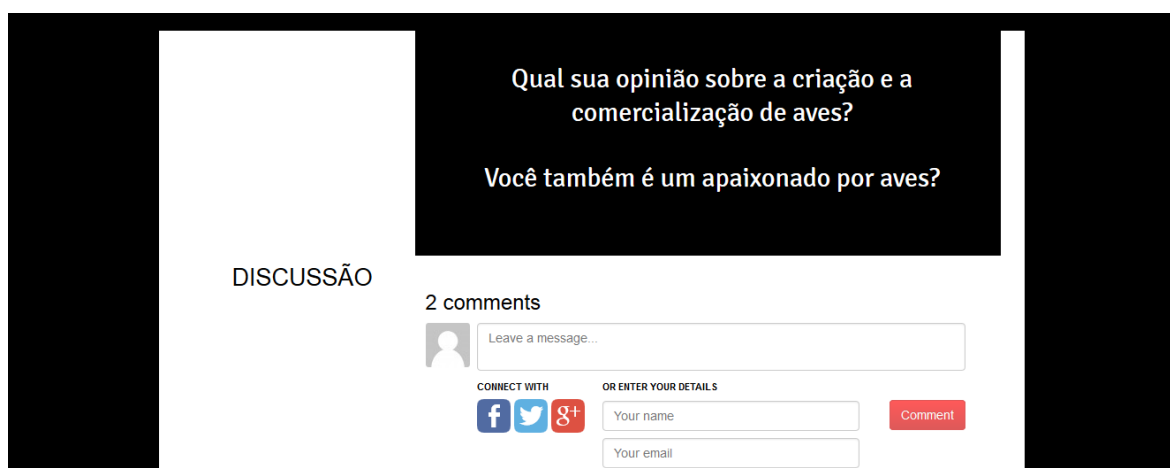 Qual sua opinião sobre a criação e a
comercialização de aves?
Você também é um apaixonado por aves?
DISCUSSÃO
2 comments
Leave a message...
CONNECT WITH
OR ENTER YOUR DETAILS
f
g+
Your name
Comment
Your email